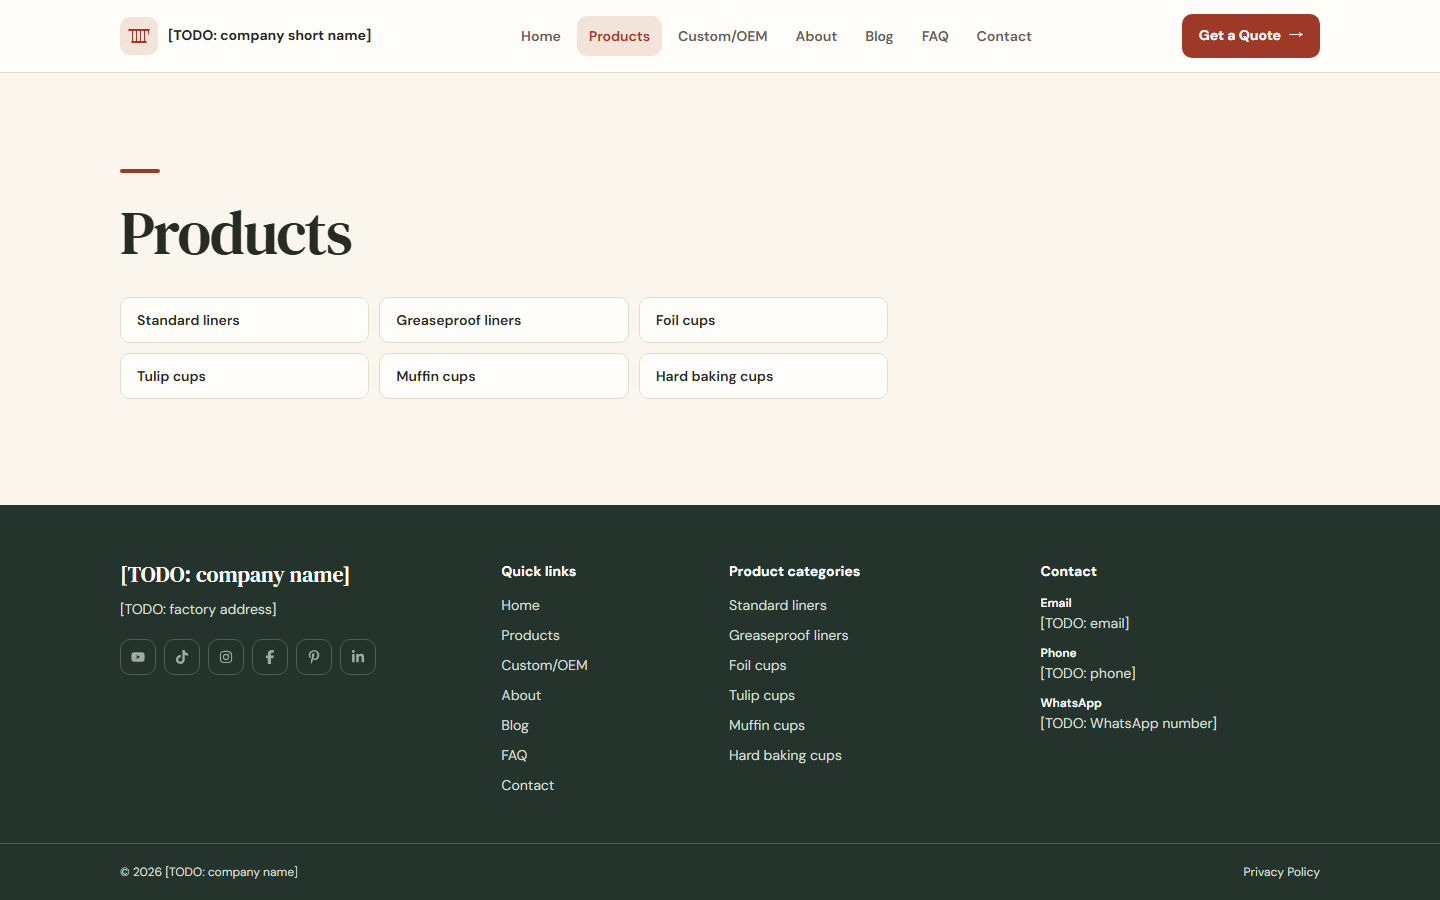 [TODO: company short name]
Home
Products
Custom/OEM
About
Blog
FAQ
Contact
Get a Quote →
Products
Standard liners
Greaseproof liners
Foil cups
Tulip cups
Muffin cups
Hard baking cups
[TODO: company name]
[TODO: factory address]
Quick links
Home
Products
Custom/OEM
About
Blog
FAQ
Contact
Product categories
Standard liners
Greaseproof liners
Foil cups
Tulip cups
Muffin cups
Hard baking cups
Contact
Email
[TODO: email]
Phone
[TODO: phone]
WhatsApp
[TODO: WhatsApp number]
© 2026 [TODO: company name]
Privacy Policy